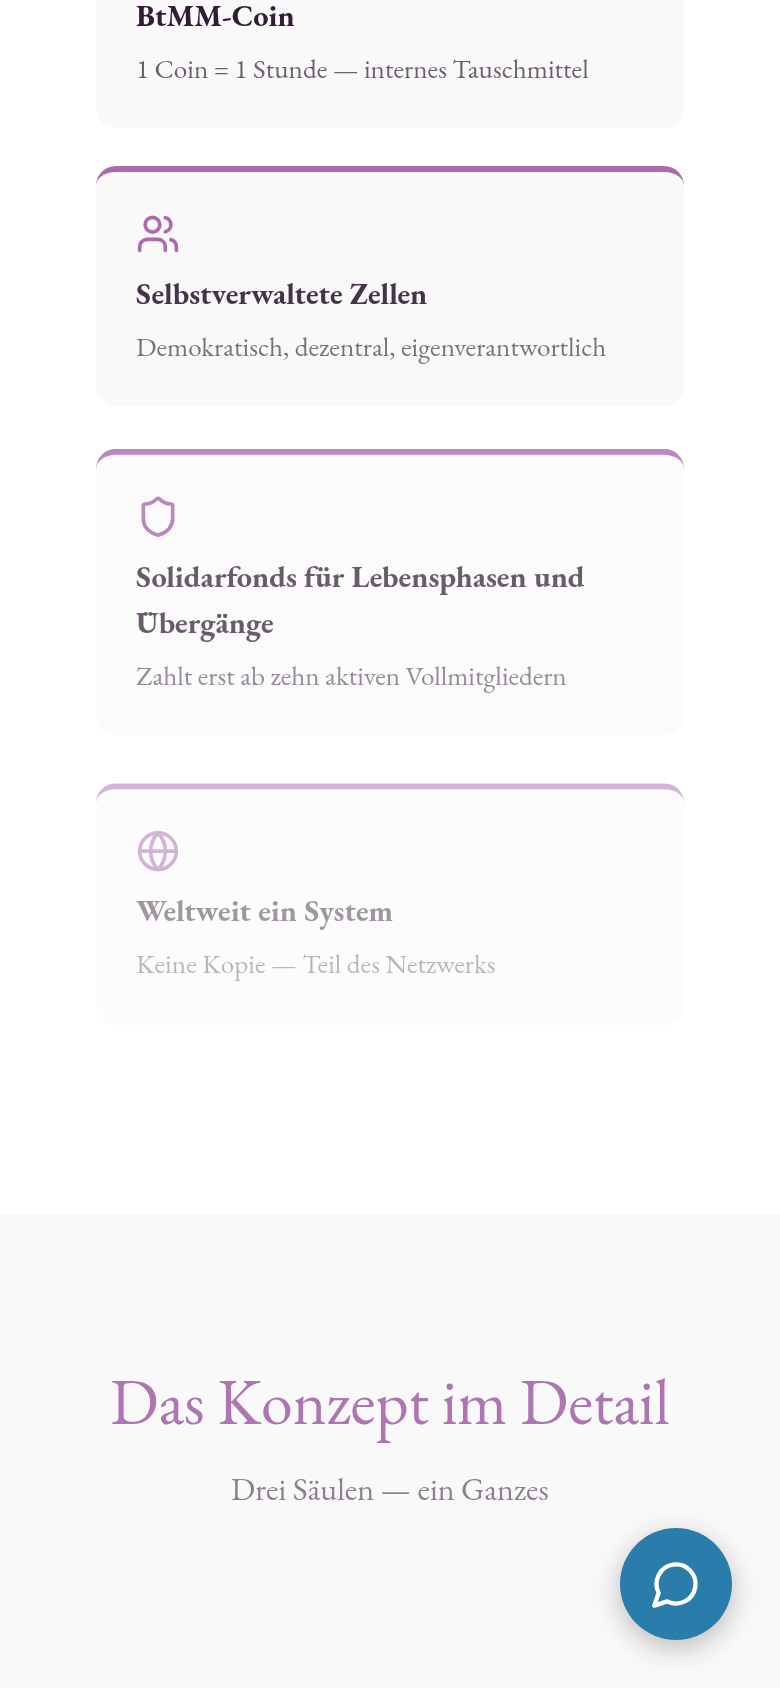 BtMM-Coin
1 Coin = 1 Stunde — internes Tauschmittel
Selbstverwaltete Zellen
Demokratisch, dezentral, eigenverantwortlich
Solidarfonds für Lebensphasen und
Übergänge
Zahlt erst ab zehn aktiven Vollmitgliedern
Weltweit ein System
Keine Kopie — Teil des Netzwerks
Das Konzept im Detail
Drei Säulen — ein Ganzes